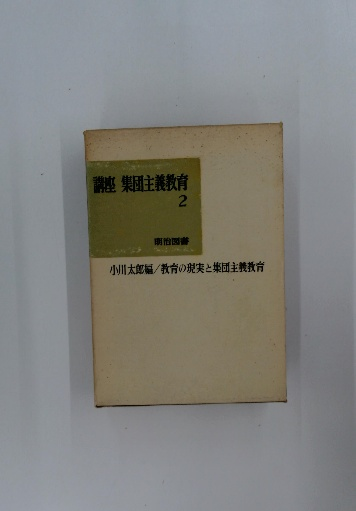 講座 集団主義教育
2
明治図書
小川太郎編/教育の現実と集団主義教育